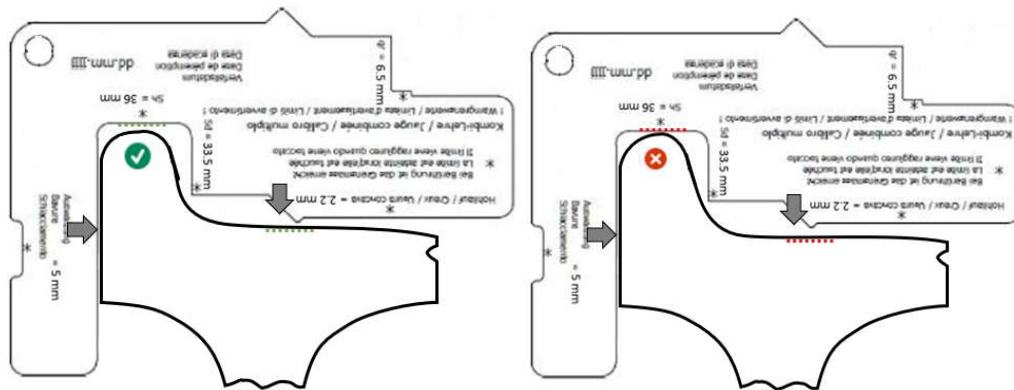 Hohllauf / Creux / Usura concava = 2.2 mm
Bei Berührung ist das Grenzmass erreicht
La limite est atteinte lorsqu'elle est touchée
Il limite viene raggiunto quando viene toccato
Kombi-Lehre / Jauge combinée / Calibro multiplo
! Warngrenzwerte / Limites d'avertissement / Limiti di avvertimento !
Sd = 33.5 mm
qr = 6.5 mm
Sh = 36 mm
Verfallsdatum
Date de péremption
Data di scadenza
dd.mm.jjjj
Auswalzung
Bavure
Schiacciamento
= 5 mm
Hohllauf / Creux / Usura concava = 2.2 mm
Bei Berührung ist das Grenzmass erreicht
La limite est atteinte lorsqu'elle est touchée
Il limite viene raggiunto quando viene toccato
Kombi-Lehre / Jauge combinée / Calibro multiplo
! Warngrenzwerte / Limites d'avertissement / Limiti di avvertimento !
Sd = 33.5 mm
qr = 6.5 mm
Sh = 36 mm
Verfallsdatum
Date de péremption
Data di scadenza
dd.mm.jjjj
Auswalzung
Bavure
Schiacciamento
= 5 mm